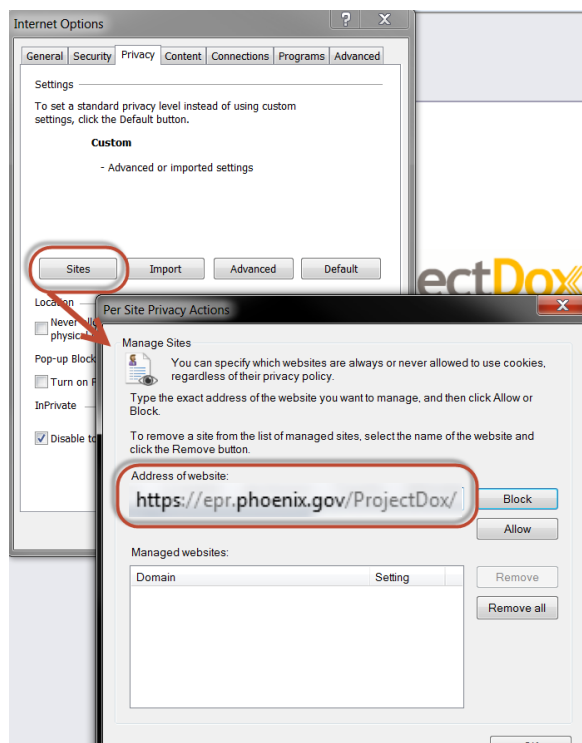 Internet Options
General Security Privacy Content Connections Programs Advanced
Settings
To set a standard privacy level instead of using custom
settings, click the Default button.
Custom
- Advanced or imported settings
Sites Import Advanced Default
ectDox
Location
Never
physical
Pop-up Block
Turn on
InPrivate
Disable
Per Site Privacy Actions
Manage Sites
You can specify which websites are always or never allowed to use cookies,
regardless of their privacy policy.
Type the exact address of the website you want to manage, and then click Allow or
Block.
To remove a site from the list of managed sites, select the name of the website and
click the Remove button.
Address of website:
https://epr.phoenix.gov/ProjectDox/
Block
Allow
Managed websites:
Domain Setting
Remove
Remove all